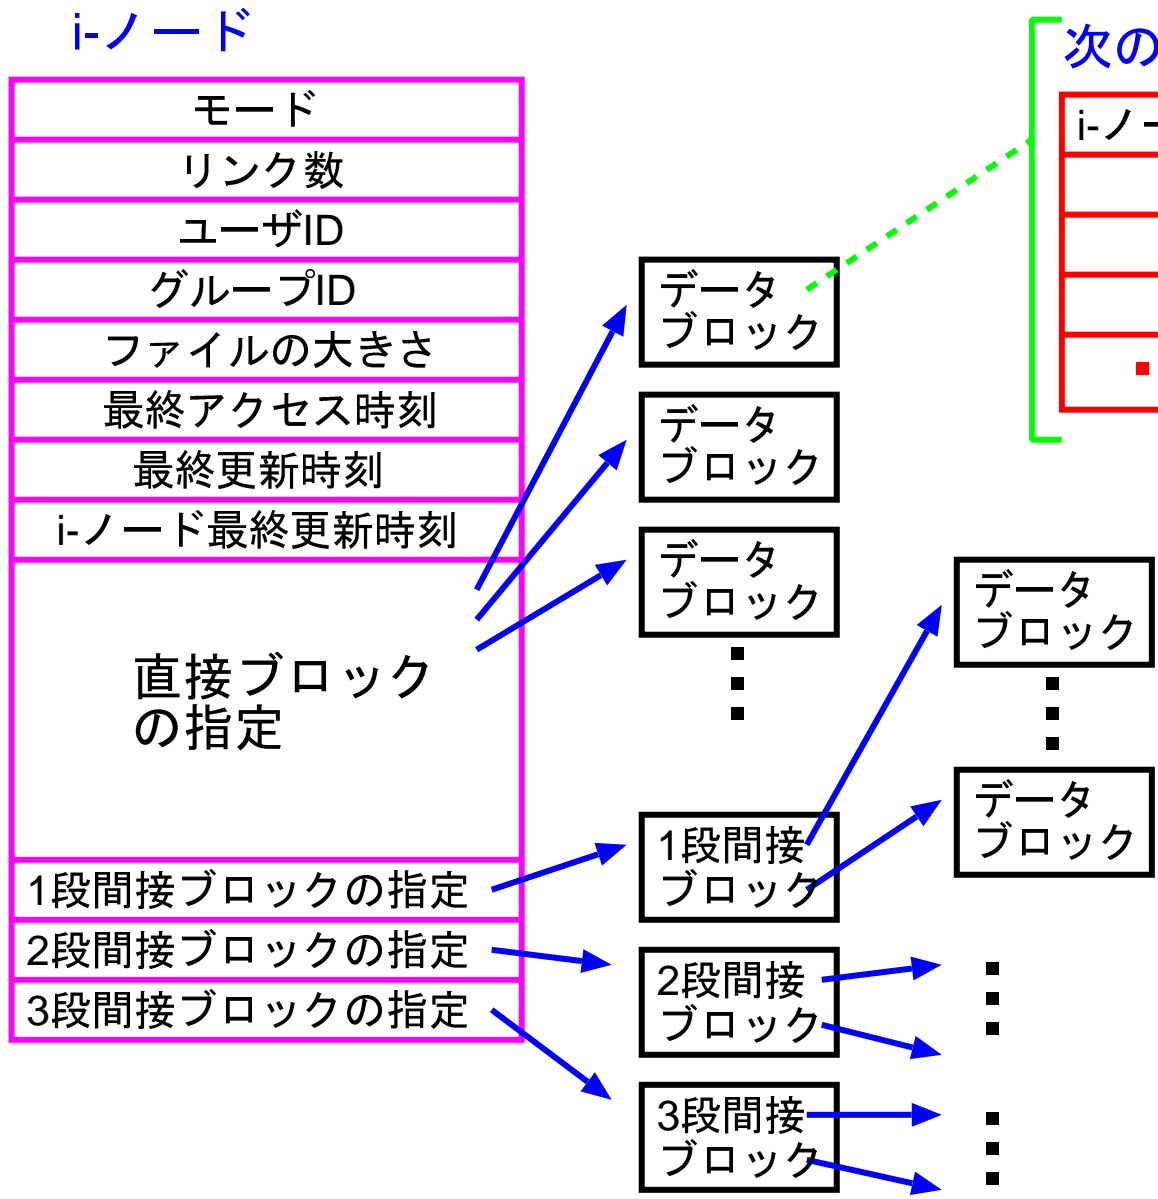 i-ノード
モード
リンク数
ユーザID
グループID
ファイルの大きさ
最終アクセス時刻
最終更新時刻
i-ノード最終更新時刻
直接ブロック
の指定
1段間接ブロックの指定
2段間接ブロックの指定
3段間接ブロックの指定
データ
ブロック
データ
ブロック
データ
ブロック
1段間接
ブロック
2段間接
ブロック
3段間接
ブロック
データ
ブロック
データ
ブロック
次の
i-ノー